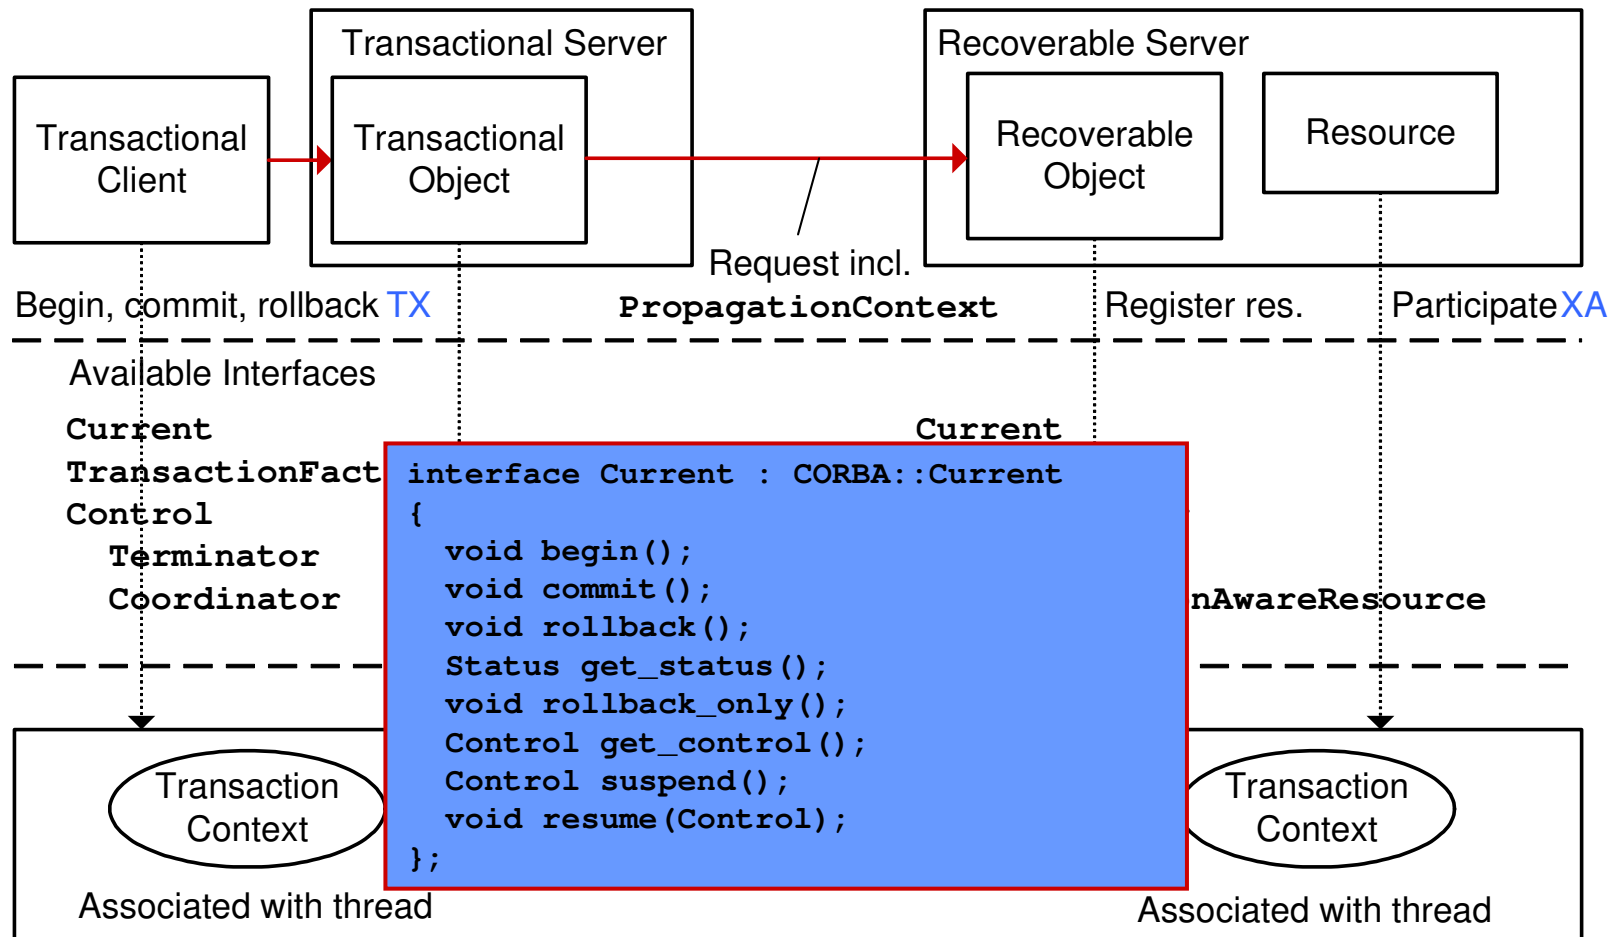 Transactional Server
Recoverable Server
Transactional
Client
Transactional
Object
Recoverable
Object
Resource
Request incl.
PropagationContext
Begin, commit, rollback TX
Register res.
Participate XA
Available Interfaces
Current
TransactionFact
Control
Terminator
Coordinator
Current
nAwareResource
interface Current : CORBA::Current
{
void begin();
void commit();
void rollback();
Status get_status();
void rollback_only();
Control get_control();
Control suspend();
void resume(Control);
};
Transaction
Context
Associated with thread
Transaction
Context
Associated with thread